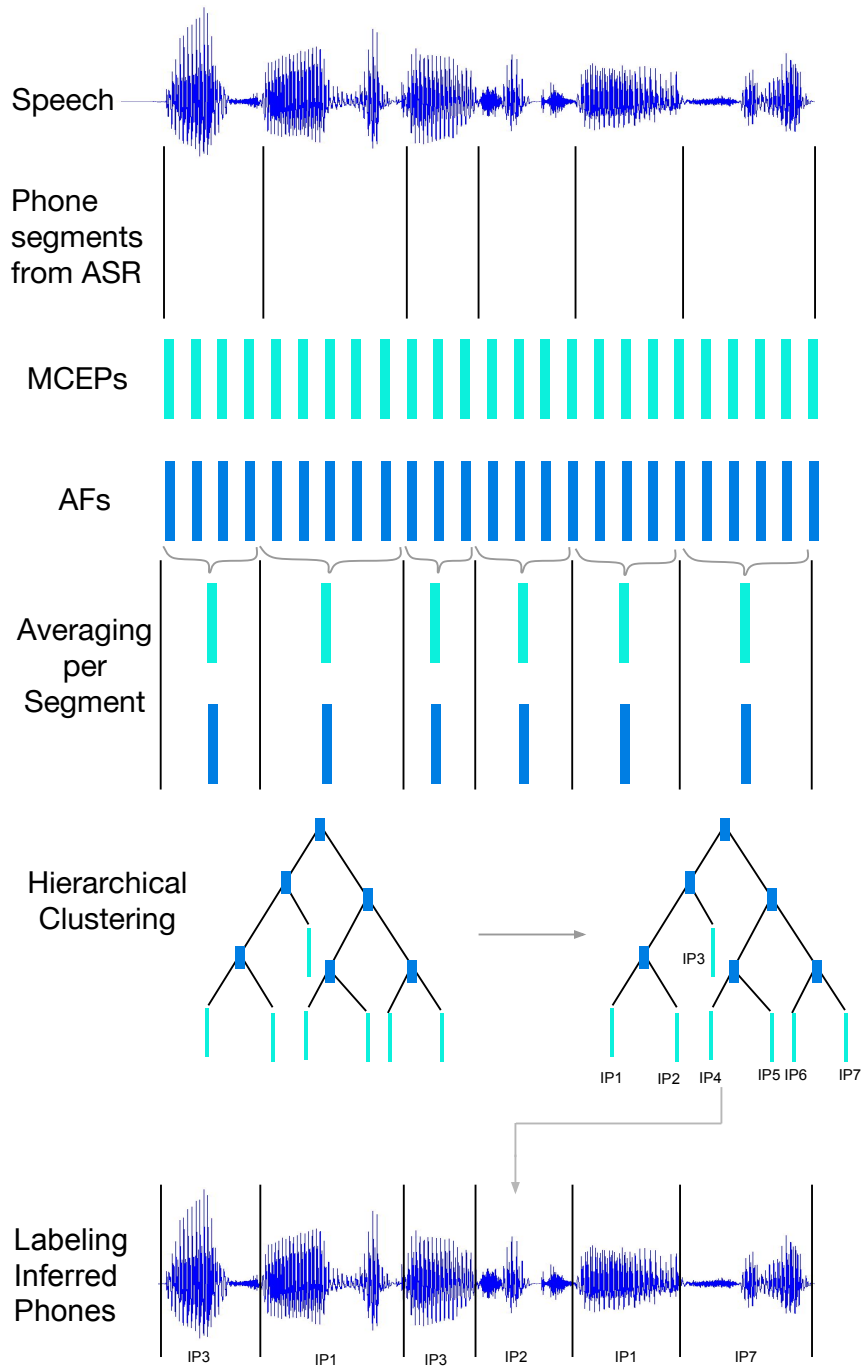 Speech
Phone
segments
from ASR
MCEPs
AFs
Averaging
per
Segment
Hierarchical
Clustering
IP3
IP1
IP2
IP4
IP5
IP6
IP7
Labeling
Inferred
Phones
IP3
IP1
IP3
IP2
IP1
IP7